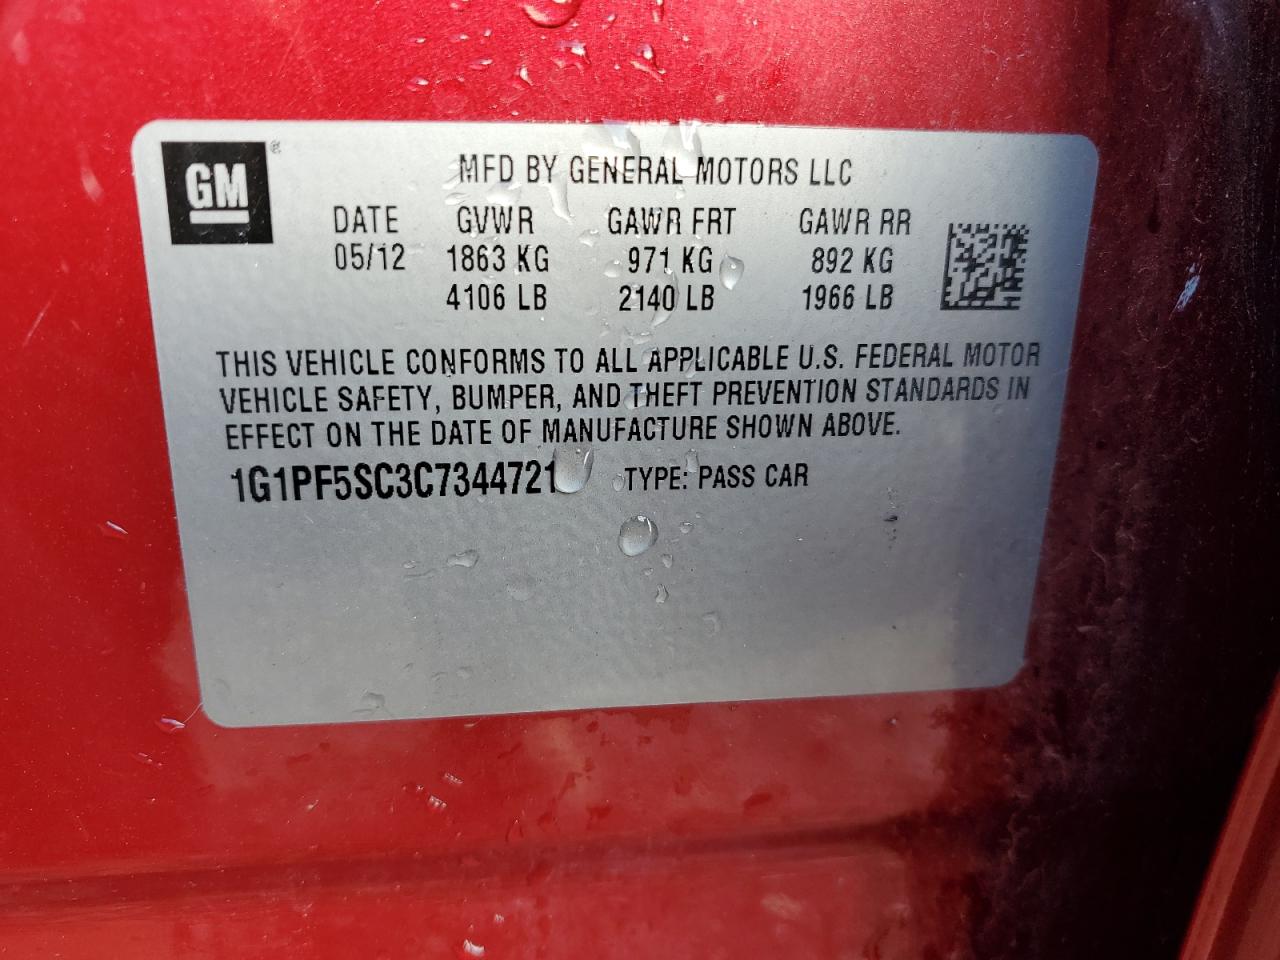 GM®
MFD BY GENERAL MOTORS LLC
DATE GVWR GAWR FRT GAWR RR
05/12 1863 KG 971 KG 892 KG
4106 LB 2140 LB 1966 LB
THIS VEHICLE CONFORMS TO ALL APPLICABLE U.S. FEDERAL MOTOR
VEHICLE SAFETY, BUMPER, AND THEFT PREVENTION STANDARDS IN
EFFECT ON THE DATE OF MANUFACTURE SHOWN ABOVE.
1G1PF5SC3C7344721 TYPE: PASS CAR